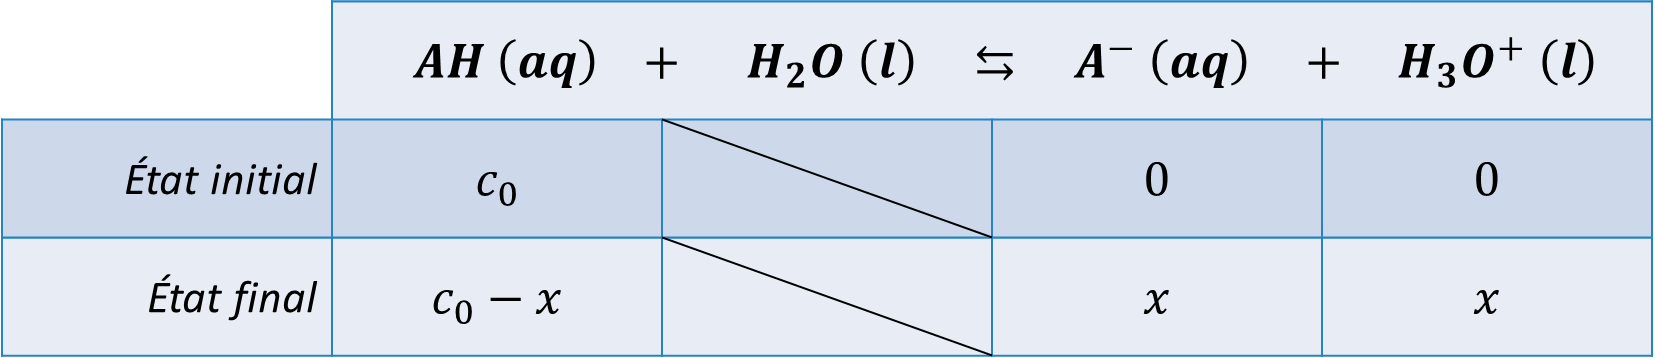 AH (aq) + H₂O (l) ⇆ A⁻ (aq) + H₃O⁺ (l)
État initial c₀ 0 0
État final c₀ − x x x